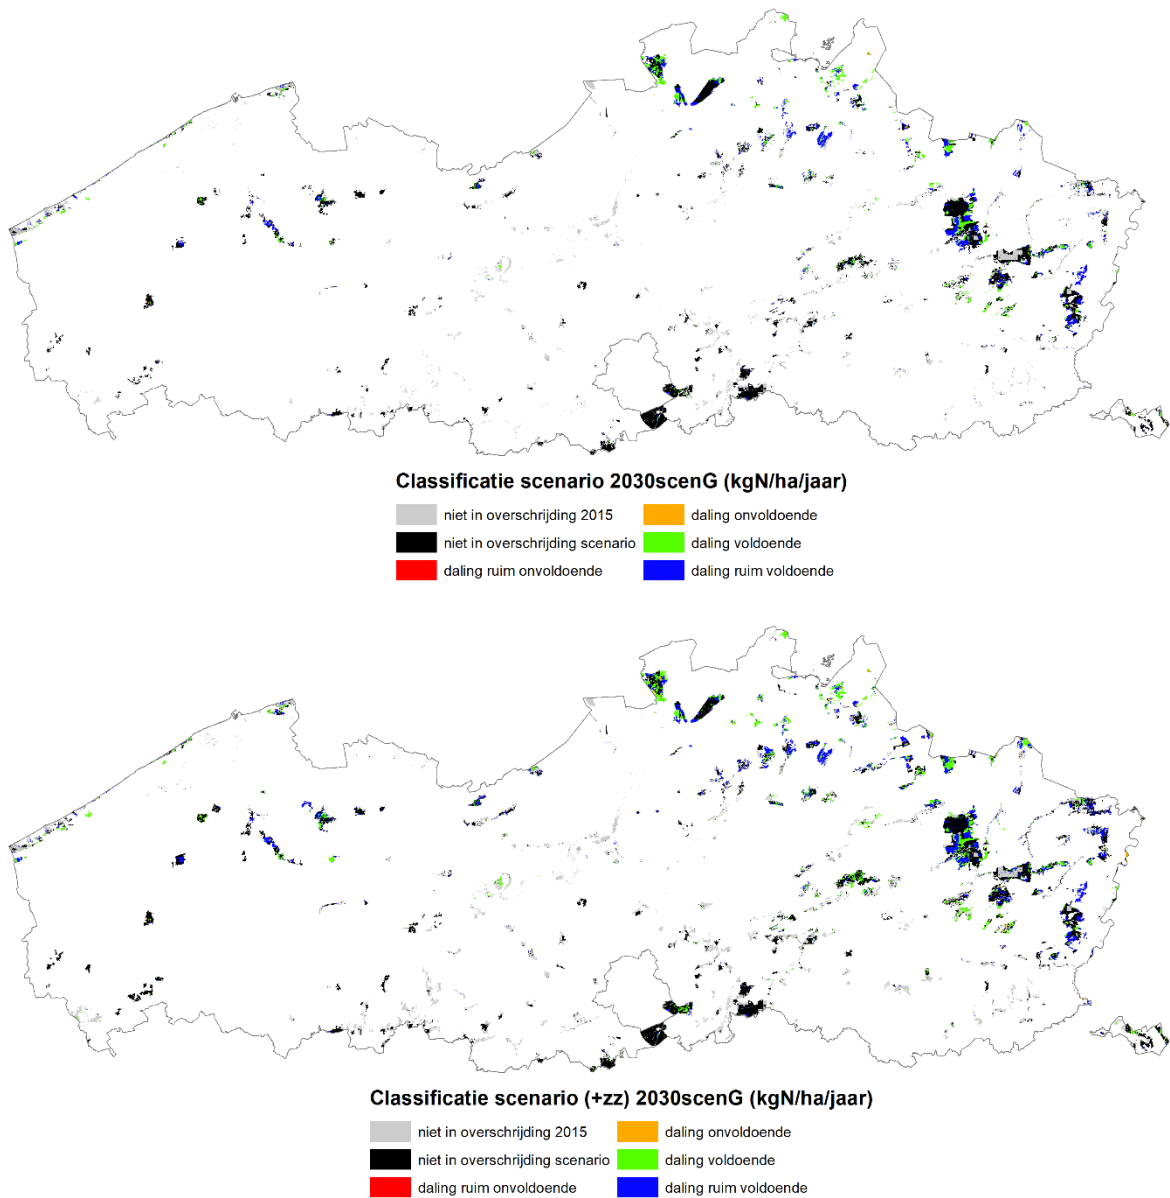 Classificatie scenario 2030scenG (kgN/ha/jaar)
niet in overschrijding 2015
daling onvoldoende
niet in overschrijding scenario
daling voldoende
daling ruim onvoldoende
daling ruim voldoende
Classificatie scenario (+zz) 2030scenG (kgN/ha/jaar)
niet in overschrijding 2015
daling onvoldoende
niet in overschrijding scenario
daling voldoende
daling ruim onvoldoende
daling ruim voldoende